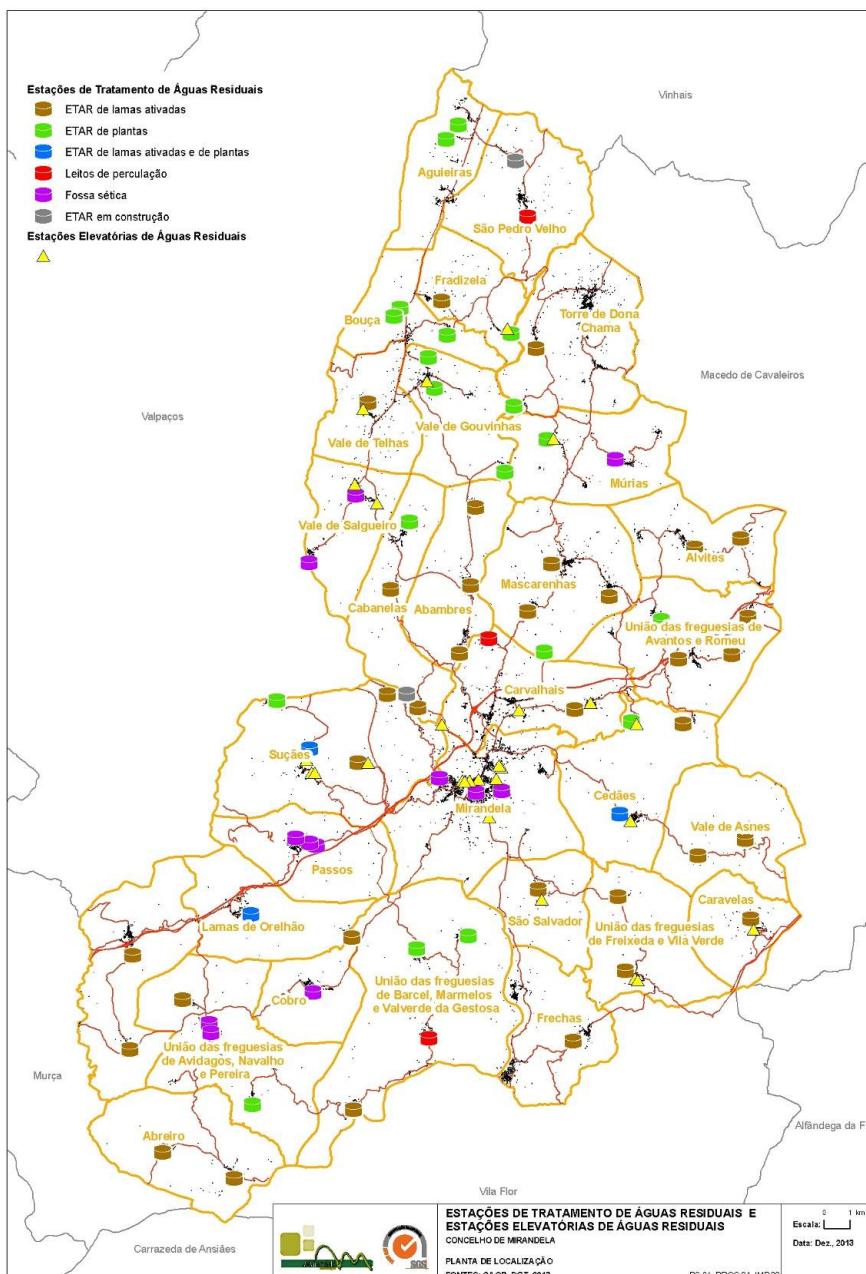 Estações de Tratamento de Águas Residuais
ETAR de lamas ativadas
ETAR de plantas
ETAR de lamas ativadas e de plantas
Leitos de perculação
Fossa sética
ETAR em construção
Estações Elevatórias de Águas Residuais
Vinhais
Aguieiras
São Pedro Velho
Fradizela
Bouça
Torre de Dona
Chama
Macedo de Cavaleiros
Valpaços
Vale de Telhas
Vale de Gouvinhas
Múrias
Vale de Salgueiro
Alvites
Mascarenhas
Cabanelas
Abambres
União das freguesias de
Avantos e Romeu
Carvalhais
Suçães
Mirandela
Cedães
Vale de Asnes
Passos
Lamas de Orelhão
São Salvador
Caravelas
União das freguesias
de Freixeda e Vila Verde
União das freguesias
de Barcel, Marmelos
e Valverde da Gestosa
Cobro
Frechas
União das freguesias
de Avidagos, Navalho
e Pereira
Murça
Abreiro
Alfândega da F
Vila Flor
Carrazeda de Ansiães
SGS
ESTAÇÕES DE TRATAMENTO DE ÁGUAS RESIDUAIS E
ESTAÇÕES ELEVATÓRIAS DE ÁGUAS RESIDUAIS
CONCELHO DE MIRANDELA
PLANTA DE LOCALIZAÇÃO
0 1 km
Escala:
Data: Dez., 2013